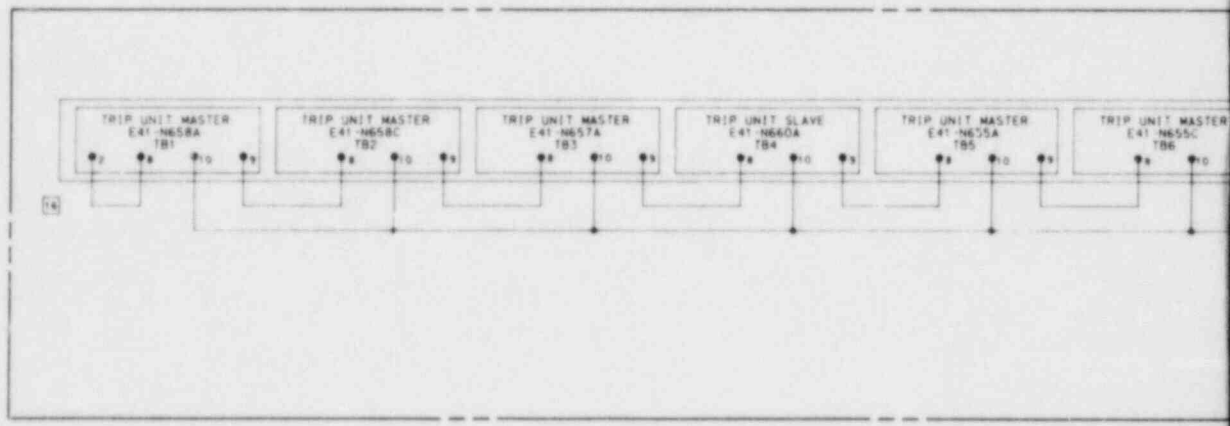 TRIP UNIT MASTER
E41-N658A
TB1
2 8 10 9
TRIP UNIT MASTER
E41-N658C
TB2
8 10 9
TRIP UNIT MASTER
E41-N657A
TB3
8 10 9
TRIP UNIT SLAVE
E41-N660A
TB4
8 10 9
TRIP UNIT MASTER
E41-N655A
TB5
8 10 9
TRIP UNIT MASTER
E41-N655C
TB6
8 10
16